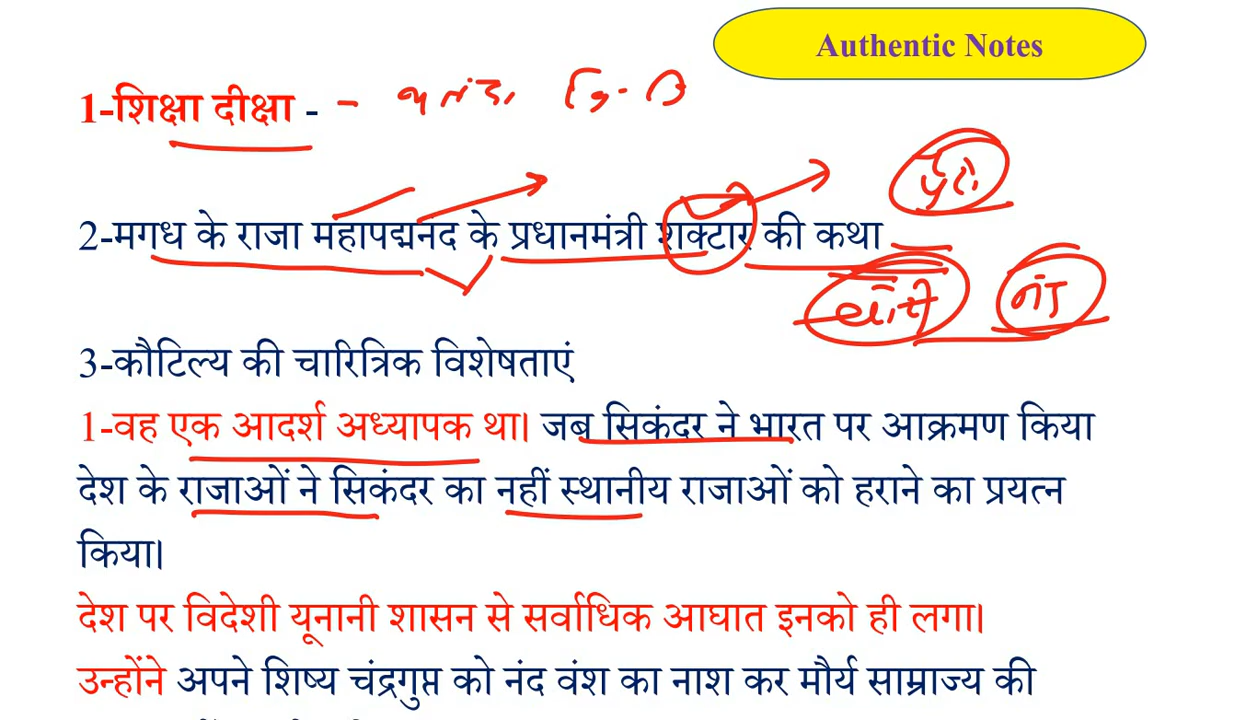 Authentic Notes
1-शिक्षा दीक्षा -
2-मगध के राजा महापद्मनद के प्रधानमंत्री शक्टार की कथा
नंद
3-कौटिल्य की चारित्रिक विशेषताएं
1-वह एक आदर्श अध्यापक था। जब सिकंदर ने भारत पर आक्रमण किया
देश के राजाओं ने सिकंदर का नहीं स्थानीय राजाओं को हराने का प्रयत्न
किया।
देश पर विदेशी यूनानी शासन से सर्वाधिक आघात इनको ही लगा।
उन्होंने अपने शिष्य चंद्रगुप्त को नंद वंश का नाश कर मौर्य साम्राज्य की